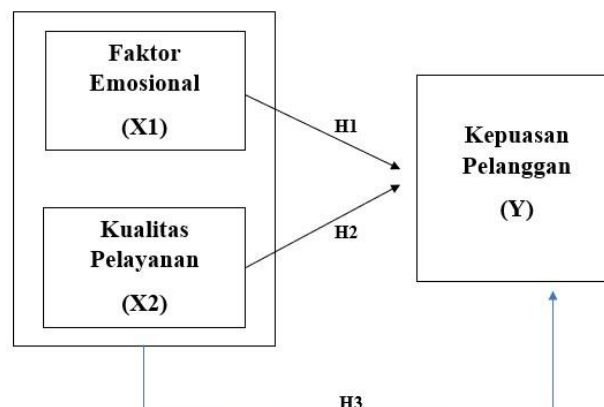 Faktor
Emosional
(X1)
H1
Kepuasan
Pelanggan
(Y)
Kualitas
Pelayanan
(X2)
H2
H3